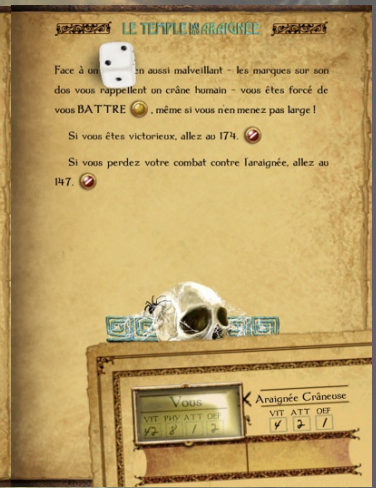 LE TEMPLE DE L'ARAIGNÉE
Face à un en aussi malveillant – les marques sur son
dos vous rappellent un crâne humain – vous êtes forcé de
vous BATTRE , même si vous n'en menez pas large !
Si vous êtes victorieux, allez au 174.
Si vous perdez votre combat contre l'araignée, allez au
147.
Vous
VIT PHY ATT DEF
8 1 2
Araignée Crâneuse
VIT ATT DEF
4 2 1